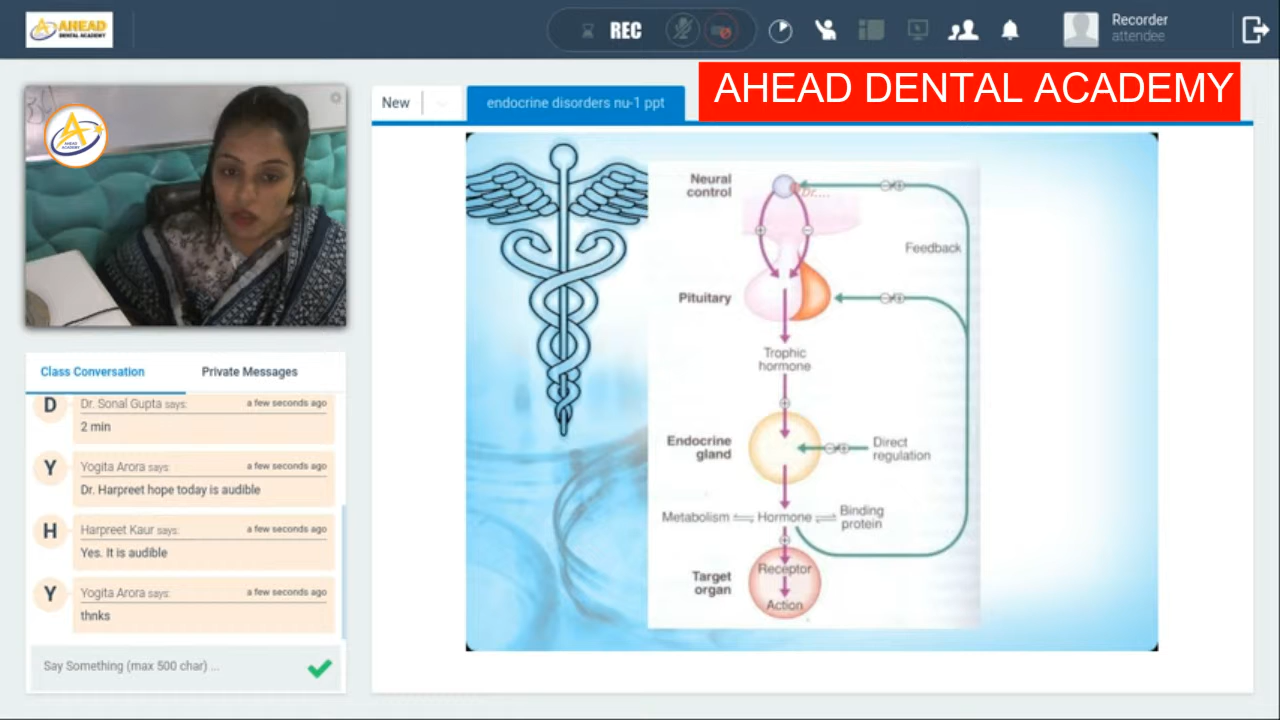 AHEAD
DENTAL ACADEMY
REC
Recorder
attendee
AHEAD DENTAL ACADEMY
New
endocrine disorders nu-1 ppt
AHEAD
ACADEMY
Class Conversation
Private Messages
D
Dr. Sonal Gupta says:
a few seconds ago
2 min
Y
Yogita Arora says:
a few seconds ago
Dr. Harpreet hope today is audible
H
Harpreet Kaur says:
a few seconds ago
Yes. It is audible
Y
Yogita Arora says:
a few seconds ago
thnks
Say Something (max 500 char) ...
Neural
control
Dr....
Feedback
Pituitary
Trophic
hormone
Endocrine
gland
Direct
regulation
Metabolism
Hormone
Binding
protein
Target
organ
Receptor
Action